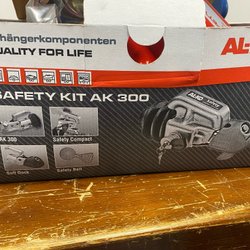 hängerkomponenten
UALITY FOR LIFE
AL-
SAFETY KIT AK 300
AK 300
Safety Compact
Soft Dock
Safety Ball